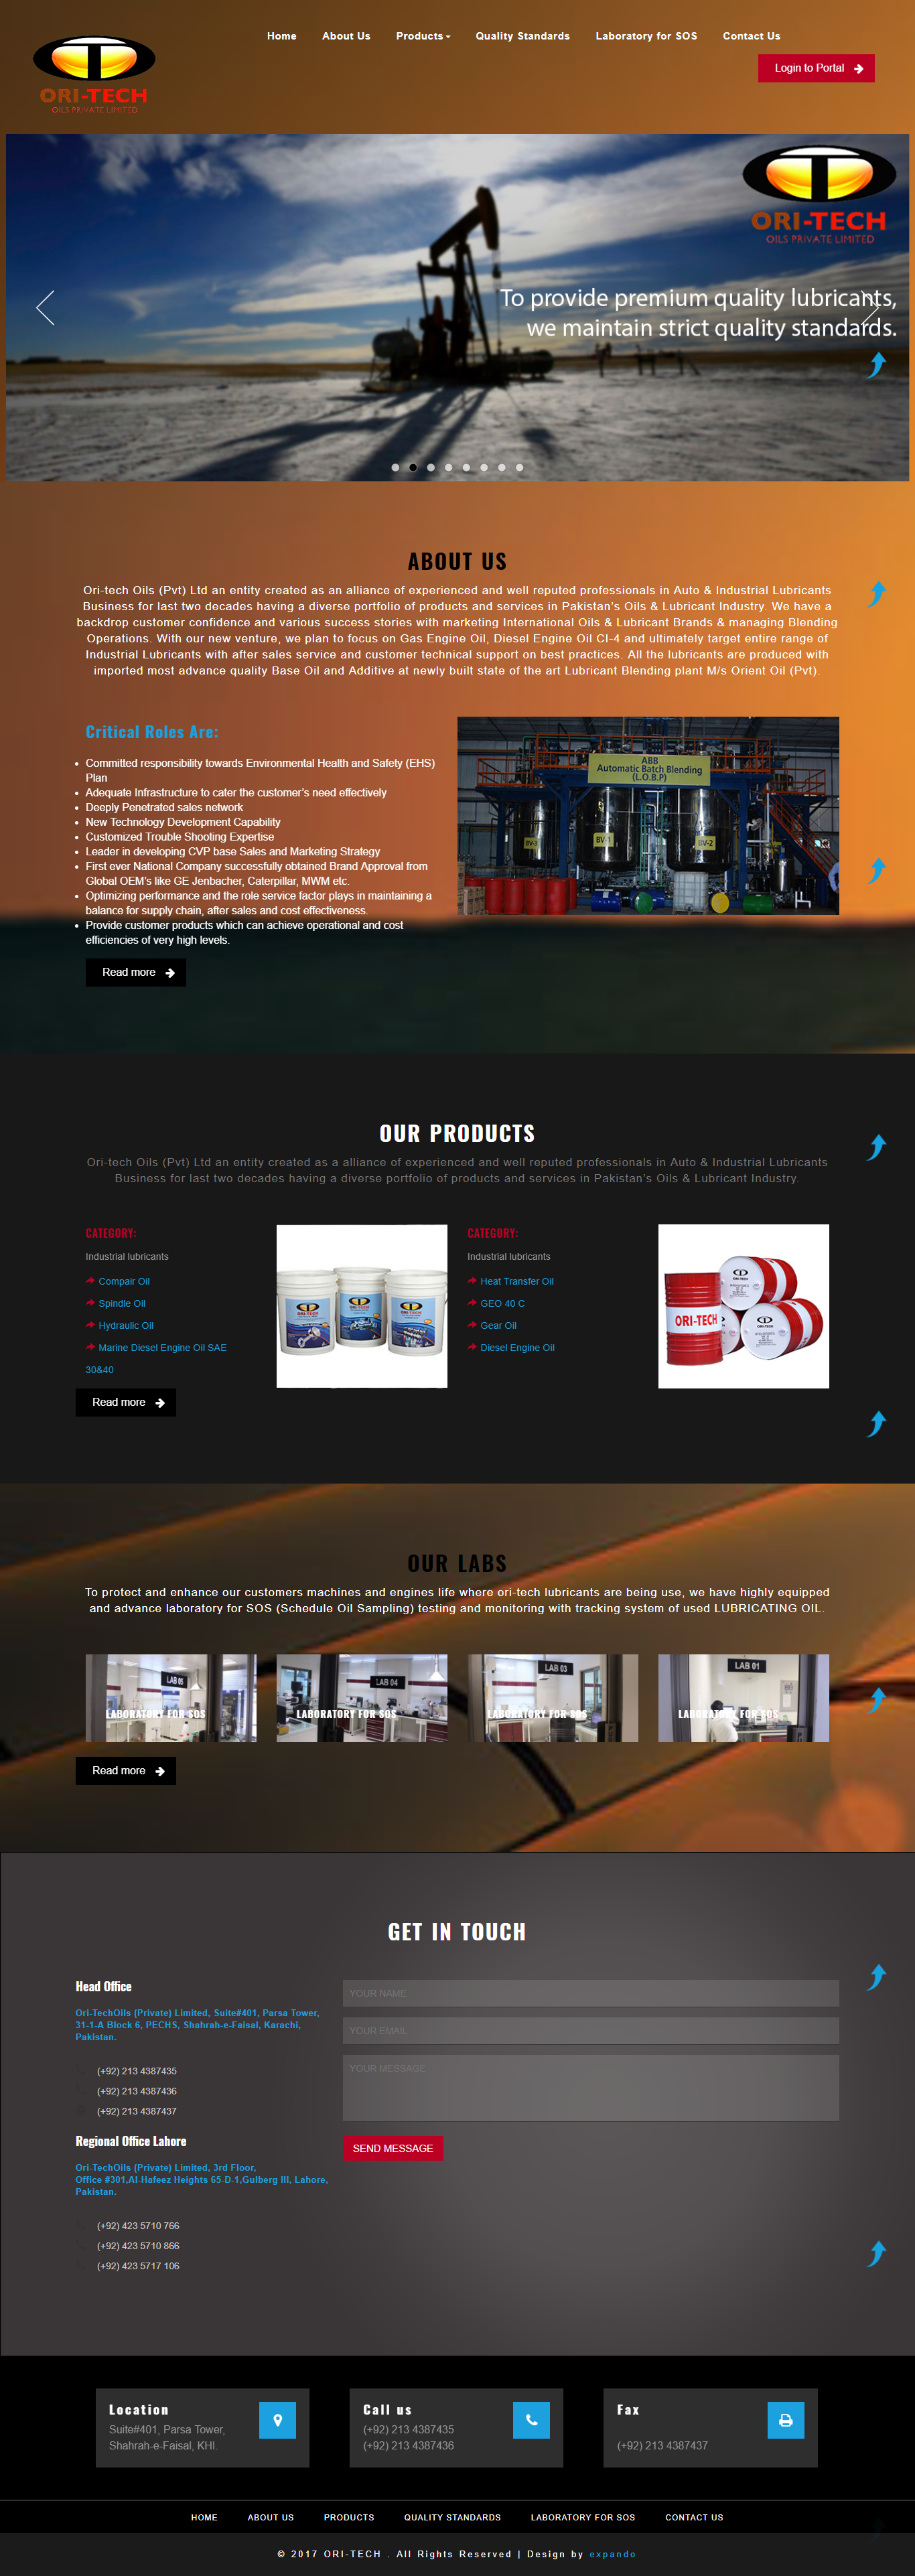 Home
About Us
Products
Quality Standards
Laboratory for SOS
Contact Us
ORI-TECH
OILS PRIVATE LIMITED
Login to Portal
ORI-TECH
OILS PRIVATE LIMITED
To provide premium quality lubricants,
we maintain strict quality standards.
ABOUT US
Ori-tech Oils (Pvt) Ltd an entity created as an alliance of experienced and well reputed professionals in Auto & Industrial Lubricants
Business for last two decades having a diverse portfolio of products and services in Pakistan's Oils & Lubricant Industry. We have a
backdrop customer confidence and various success stories with marketing International Oils & Lubricant Brands & managing Blending
Operations. With our new venture, we plan to focus on Gas Engine Oil, Diesel Engine Oil CI-4 and ultimately target entire range of
Industrial Lubricants with after sales service and customer technical support on best practices. All the lubricants are produced with
imported most advance quality Base Oil and Additive at newly built state of the art Lubricant Blending plant M/s Orient Oil (Pvt).
Critical Roles Are:
Committed responsibility towards Environmental Health and Safety (EHS)
Plan
Adequate Infrastructure to cater the customer's need effectively
Deeply Penetrated sales network
New Technology Development Capability
Customized Trouble Shooting Expertise
Leader in developing CVP base Sales and Marketing Strategy
First ever National Company successfully obtained Brand Approval from
Global OEM's like GE Jenbacher, Caterpillar, MWM etc.
Optimizing performance and the role service factor plays in maintaining a
balance for supply chain, after sales and cost effectiveness.
Provide customer products which can achieve operational and cost
efficiencies of very high levels.
Read more
ABB
Automatic Batch Blending
(L.O.B.P)
BV-3
BV-1
BV-2
OUR PRODUCTS
Ori-tech Oils (Pvt) Ltd an entity created as a alliance of experienced and well reputed professionals in Auto & Industrial Lubricants
Business for last two decades having a diverse portfolio of products and services in Pakistan's Oils & Lubricant Industry.
CATEGORY:
Industrial lubricants
Compair Oil
Spindle Oil
Hydraulic Oil
Marine Diesel Engine Oil SAE
30&40
Read more
ORI-TECH
ORI-TECH
ORI-TECH
CATEGORY:
Industrial lubricants
Heat Transfer Oil
GEO 40 C
Gear Oil
Diesel Engine Oil
ORI-TECH
ORI-TECH
ORI-TECH
ORI-TECH
OUR LABS
To protect and enhance our customers machines and engines life where ori-tech lubricants are being use, we have highly equipped
and advance laboratory for SOS (Schedule Oil Sampling) testing and monitoring with tracking system of used LUBRICATING OIL.
LAB 05
LABORATORY FOR SOS
LAB 04
LABORATORY FOR SOS
LAB 03
LABORATORY FOR SOS
LAB 01
LABORATORY FOR SOS
Read more
GET IN TOUCH
Head Office
Ori-TechOils (Private) Limited, Suite#401, Parsa Tower,
31-1-A Block 6, PECHS, Shahrah-e-Faisal, Karachi,
Pakistan.
(+92) 213 4387435
(+92) 213 4387436
(+92) 213 4387437
Regional Office Lahore
Ori-TechOils (Private) Limited, 3rd Floor,
Office #301,Al-Hafeez Heights 65-D-1,Gulberg III, Lahore,
Pakistan.
(+92) 423 5710 766
(+92) 423 5710 866
(+92) 423 5717 106
YOUR NAME
YOUR EMAIL
YOUR MESSAGE
SEND MESSAGE
Location
Suite#401, Parsa Tower,
Shahrah-e-Faisal, KHI.
Call us
(+92) 213 4387435
(+92) 213 4387436
Fax
(+92) 213 4387437
HOME
ABOUT US
PRODUCTS
QUALITY STANDARDS
LABORATORY FOR SOS
CONTACT US
© 2017 ORI-TECH . All Rights Reserved | Design by expando